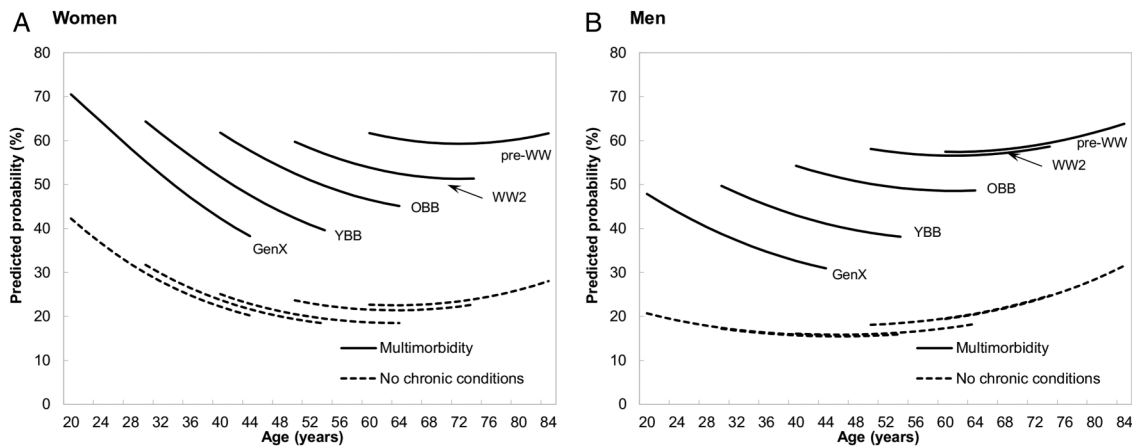 A Women
Predicted probability (%)
80
70
60
50
40
30
20
10
0
pre-WW
WW2
OBB
YBB
GenX
Multimorbidity
No chronic conditions
20 24 28 32 36 40 44 48 52 54 60 64 68 72 76 80 84
Age (years)
B Men
Predicted probability (%)
80
70
60
50
40
30
20
10
0
pre-WW
WW2
OBB
YBB
GenX
Multimorbidity
No chronic conditions
20 24 28 32 36 40 44 48 52 54 60 64 68 72 76 80 84
Age (years)